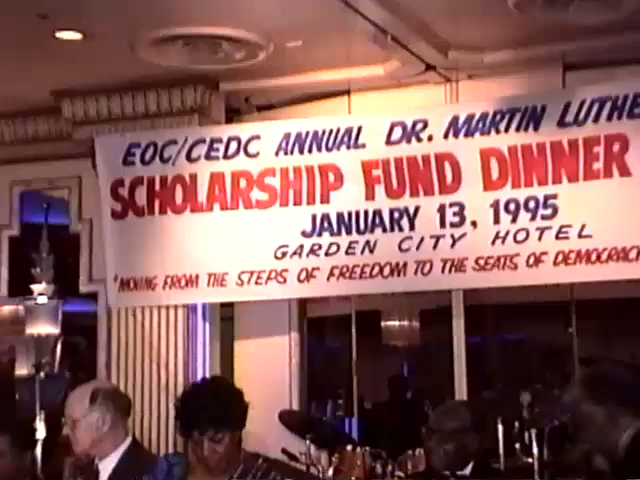 EOC/CEDC ANNUAL DR. MARTIN LUTHE
SCHOLARSHIP FUND DINNER
JANUARY 13, 1995
GARDEN CITY HOTEL
"MOVING FROM THE STEPS OF FREEDOM TO THE SEATS OF DEMOCRAC